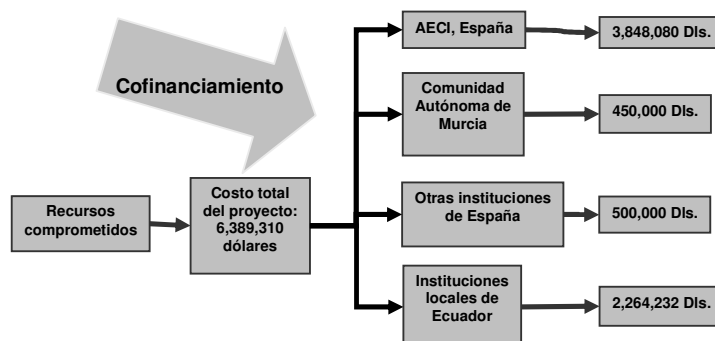 Cofinanciamiento
Recursos
comprometidos
Costo total
del proyecto:
6,389,310
dólares
AECI, España
3,848,080 Dls.
Comunidad
Autónoma de
Murcia
450,000 Dls.
Otras instituciones
de España
500,000 Dls.
Instituciones
locales de
Ecuador
2,264,232 Dls.